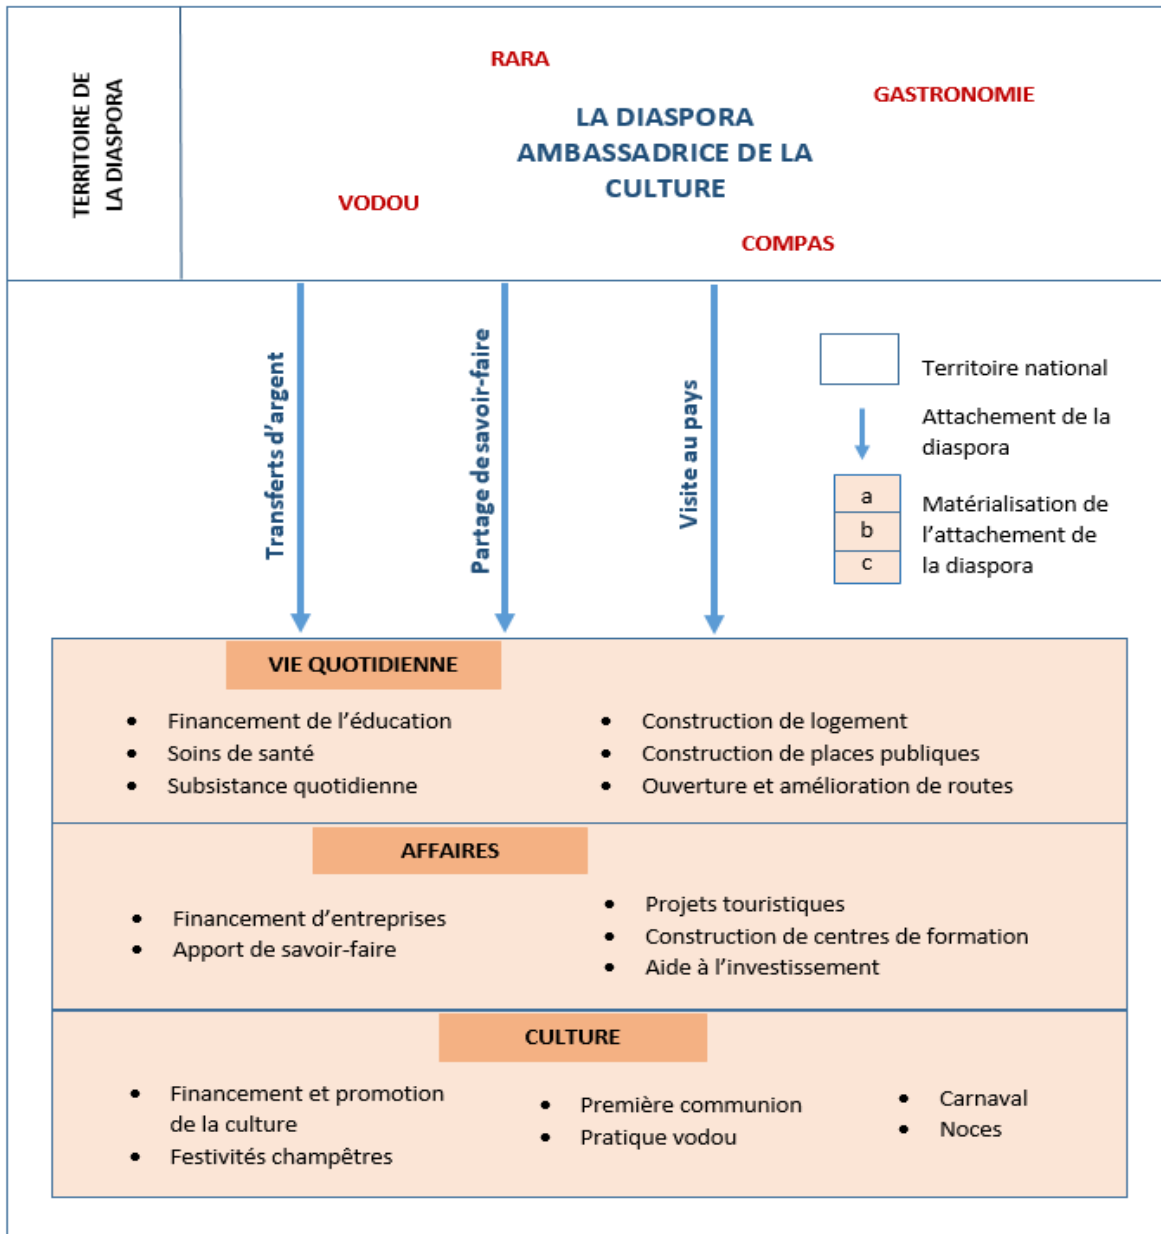 TERRITOIRE DE
LA DIASPORA
RARA
GASTRONOMIE
LA DIASPORA
AMBASSADRICE DE LA
CULTURE
VODOU
COMPAS
Transferts d’argent
Partage de savoir-faire
Visite au pays
Territoire national
Attachement de la
diaspora
a
b
c
Matérialisation de
l’attachement de
la diaspora
VIE QUOTIDIENNE
• Financement de l’éducation
• Soins de santé
• Subsistance quotidienne
• Construction de logement
• Construction de places publiques
• Ouverture et amélioration de routes
AFFAIRES
• Financement d’entreprises
• Apport de savoir-faire
• Projets touristiques
• Construction de centres de formation
• Aide à l’investissement
CULTURE
• Financement et promotion
de la culture
• Festivités champêtres
• Première communion
• Pratique vodou
• Carnaval
• Noces